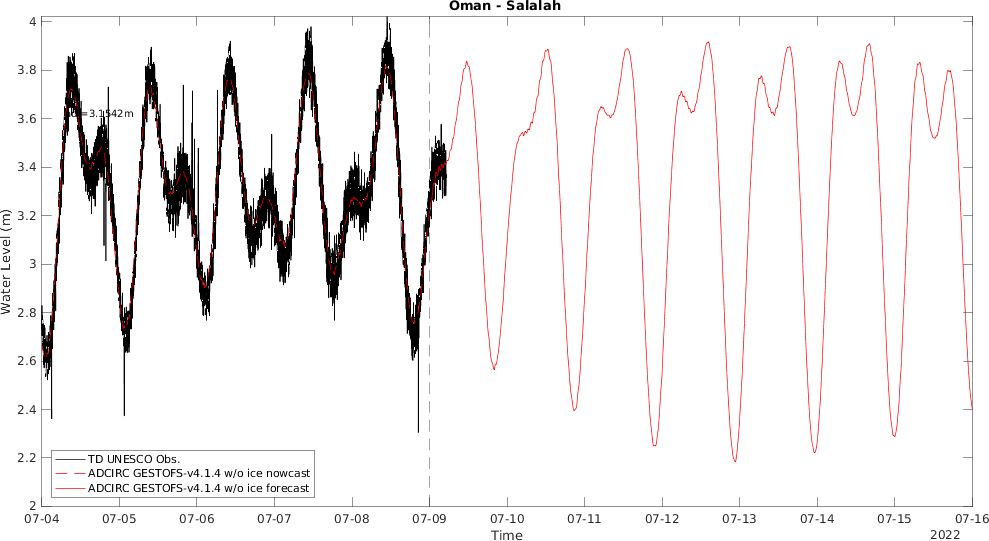 Oman - Salalah
4
3.8
3.6
3.4
3.2
3
2.8
2.6
2.4
2.2
2
Water Level (m)
=3.1542m
TD UNESCO Obs.
ADCIRC GESTOFS-v4.1.4 w/o ice nowcast
ADCIRC GESTOFS-v4.1.4 w/o ice forecast
07-04 07-05 07-06 07-07 07-08 07-09 07-10 07-11 07-12 07-13 07-14 07-15 07-16
Time
2022